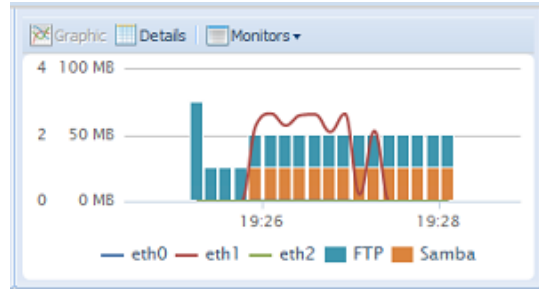 Graphic Details Monitors
4 100 MB
2 50 MB
0 0 MB
19:26 19:28
eth0 eth1 eth2 FTP Samba